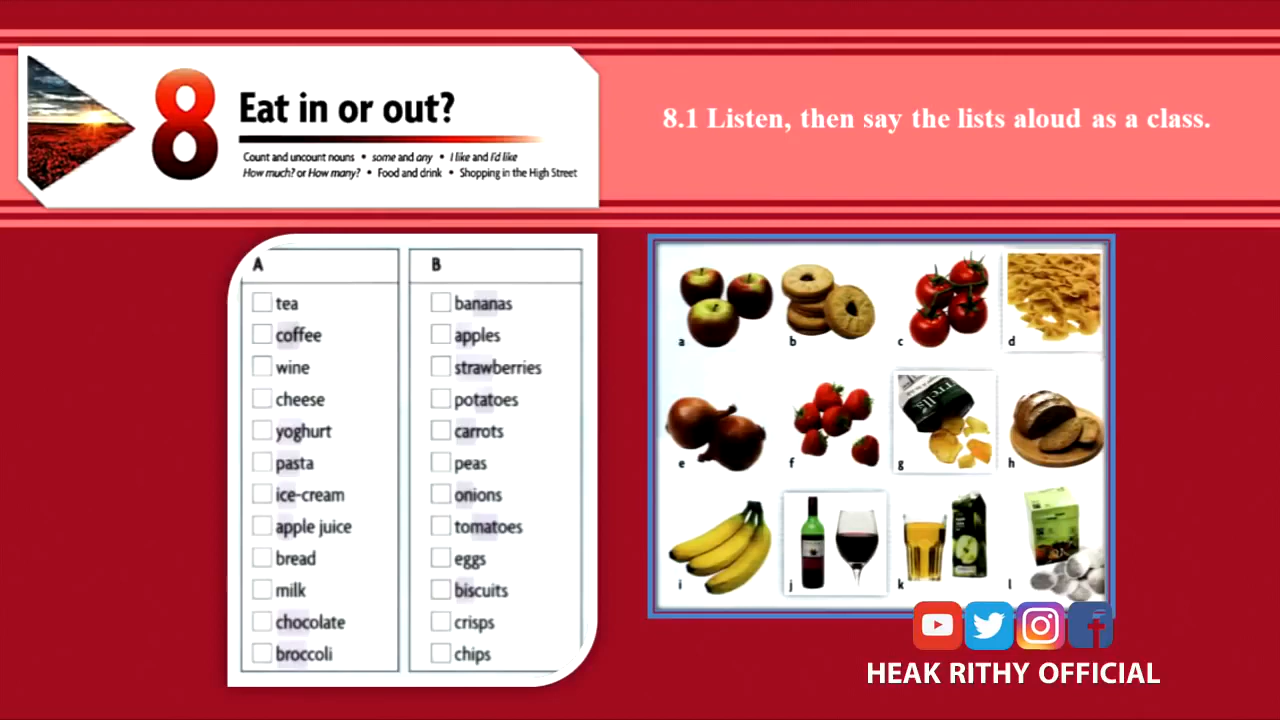 8
Eat in or out?
Count and uncount nouns • some and any • I like and I'd like
How much? or How many? • Food and drink • Shopping in the High Street
8.1 Listen, then say the lists aloud as a class.
A
tea
coffee
wine
cheese
yoghurt
pasta
ice-cream
apple juice
bread
milk
chocolate
broccoli
B
bananas
apples
strawberries
potatoes
carrots
peas
onions
tomatoes
eggs
biscuits
crisps
chips
a
b
c
d
e
f
g
h
i
j
k
l
HEAK RITHY OFFICIAL